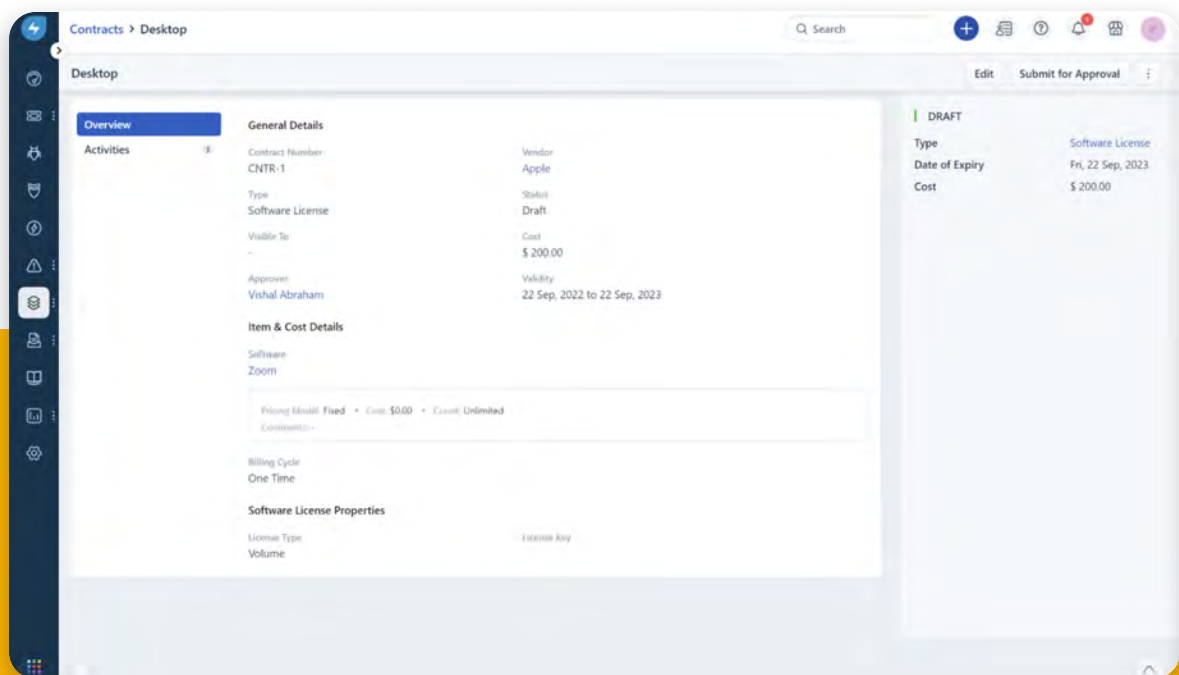 Contracts > Desktop
Search
Desktop
Edit
Submit for Approval
Overview
Activities
General Details
Contract Number
Vendor
CNTR-1
Apple
Type
Status
Software License
Draft
Visible To
Cost
-
$ 200.00
Approver
Validity
Vishal Abraham
22 Sep, 2022 to 22 Sep, 2023
Item & Cost Details
Software
Zoom
Pricing Model: Fixed • Cost: $0.00 • Count: Unlimited
Comments:-
Billing Cycle
One Time
Software License Properties
License Type
License Key
Volume
DRAFT
Type
Software License
Date of Expiry
Fri, 22 Sep, 2023
Cost
$ 200.00